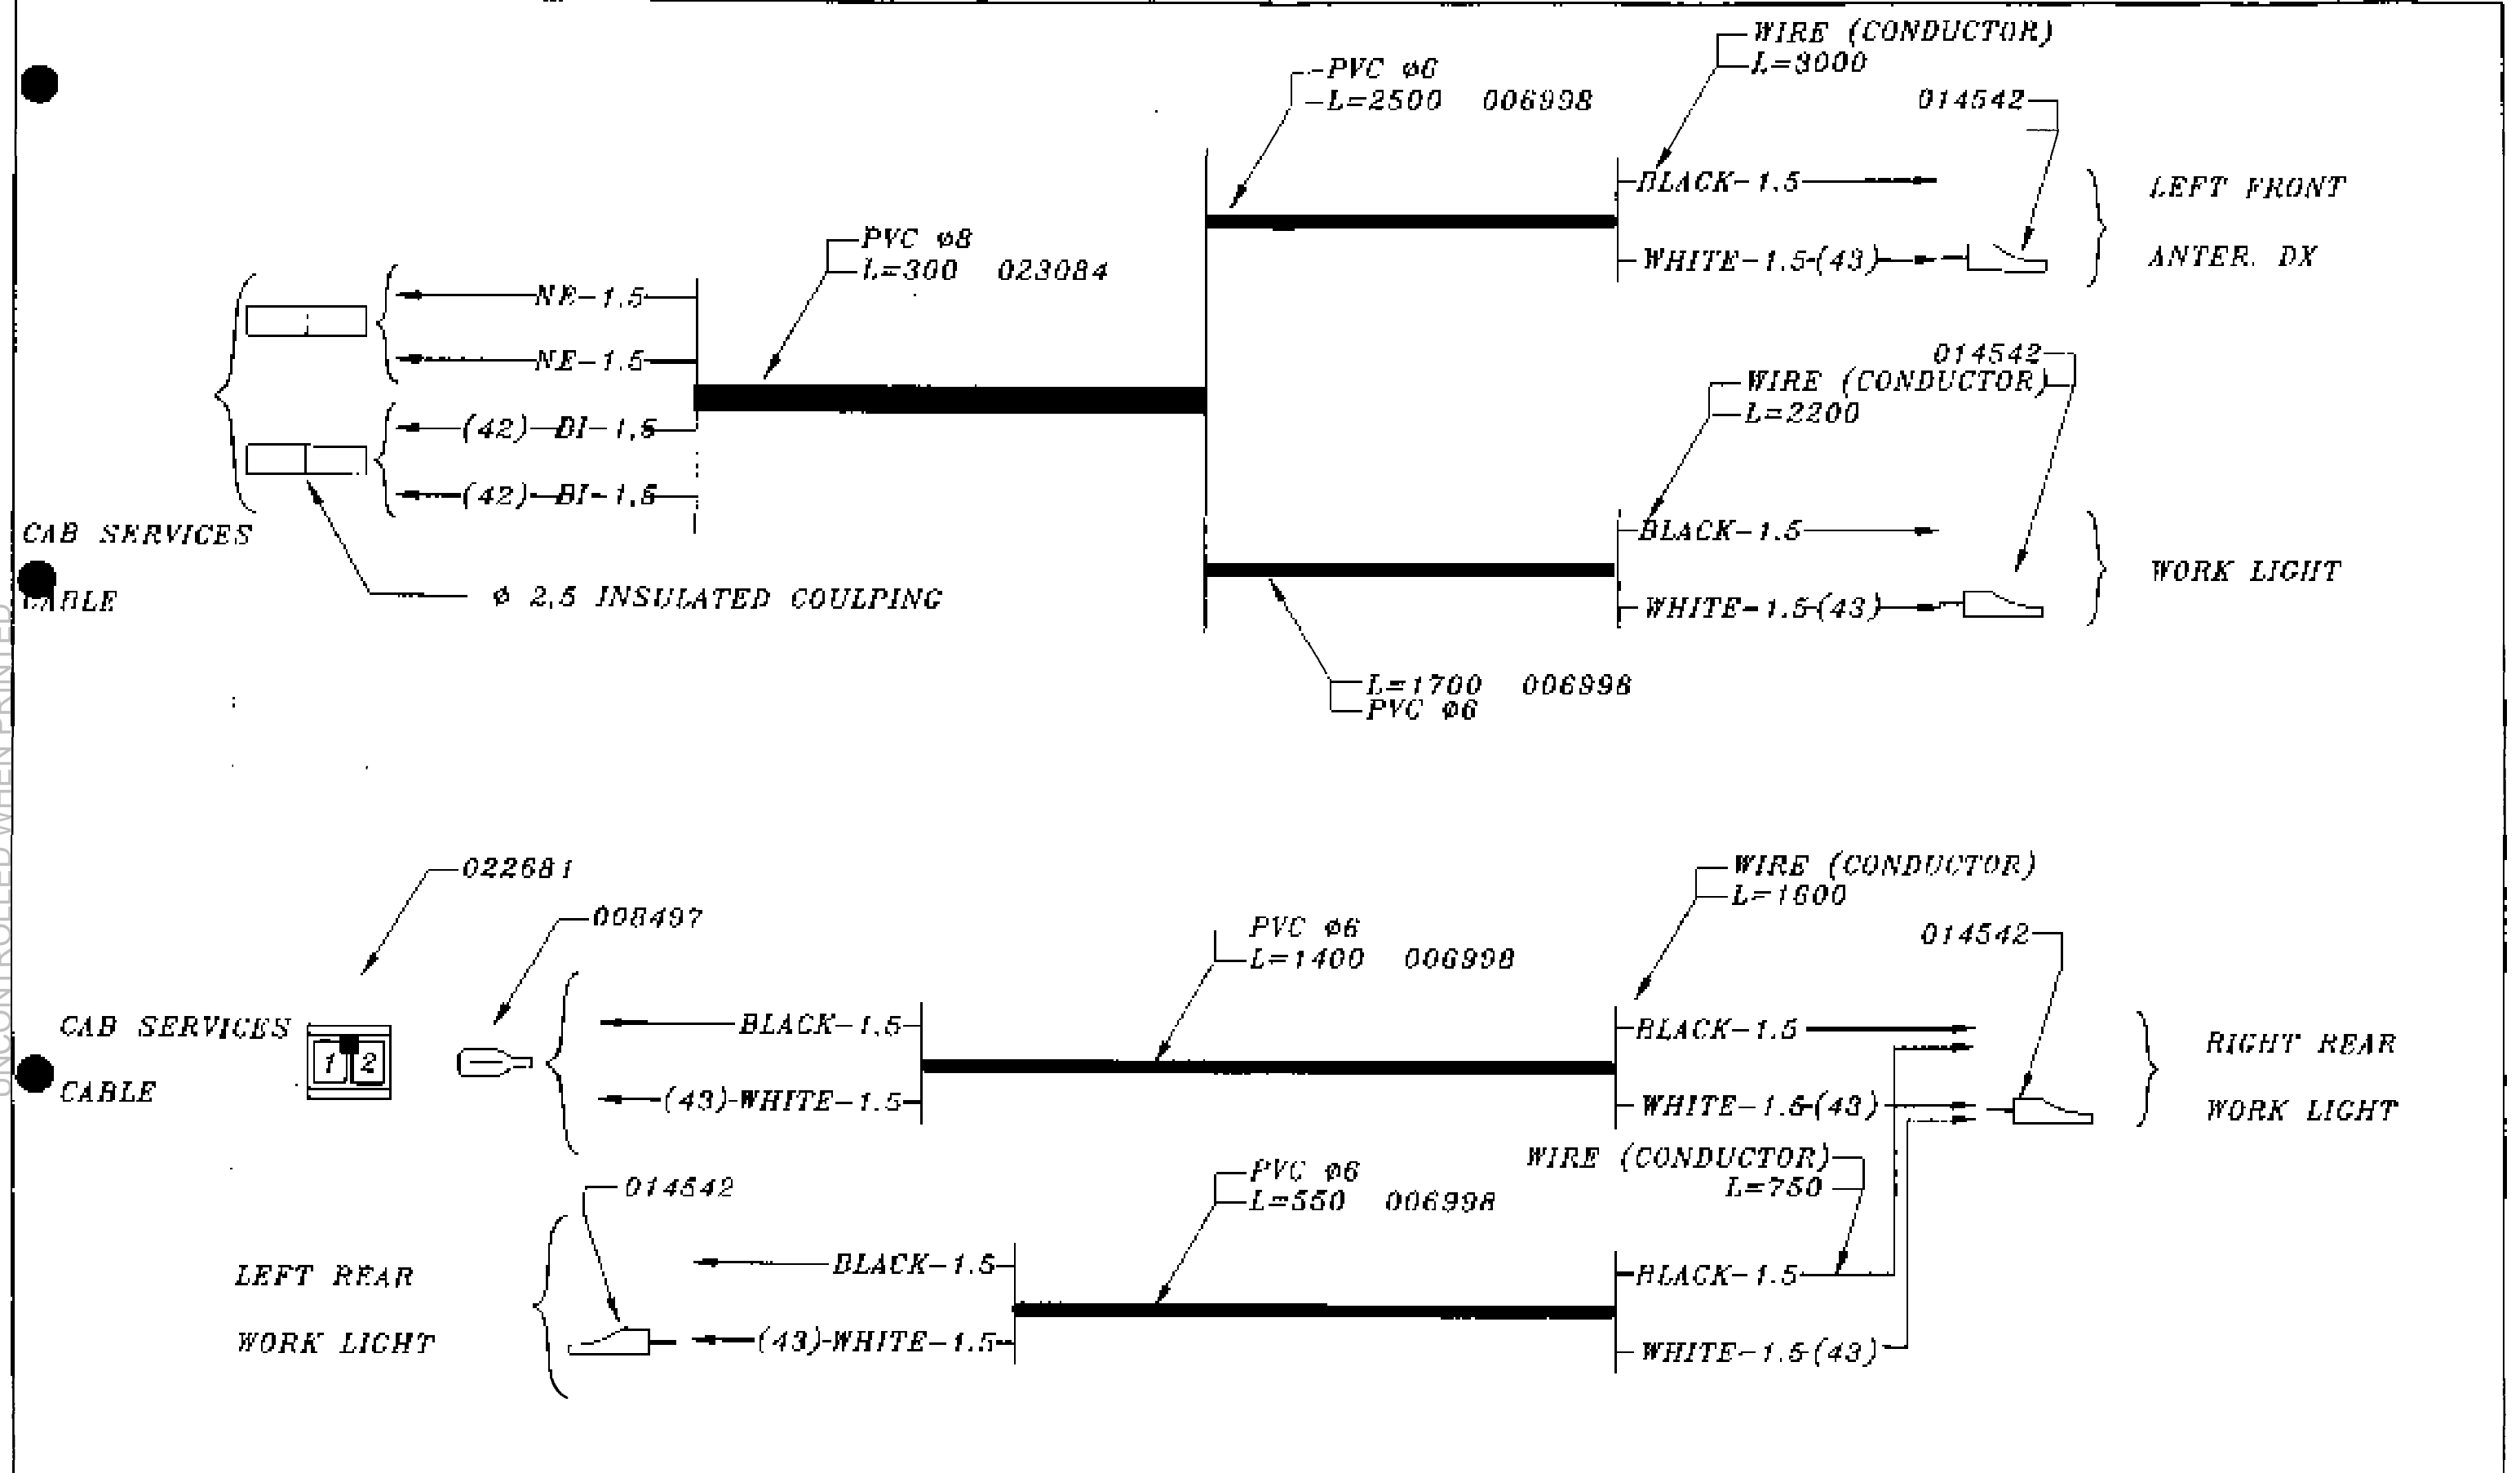 WIRE (CONDUCTOR)
L=3000
PVC ø6
L=2500 006998
014542
BLACK-1.5
LEFT FRONT
WHITE-1.5-(43)
ANTER. DX
PVC ø8
L=300 023084
NE-1.5
NE-1.5
(42)-BI-1,5
(42)-BI-1,5
014542
WIRE (CONDUCTOR)
L=2200
BLACK-1.5
WORK LIGHT
WHITE-1.5-(43)
CAB SERVICES
CABLE
ø 2,5 INSULATED COULPING
L=1700 006998
PVC ø6
UNCONTROLLED WHEN PRINTED
022681
008497
PVC ø6
L=1400 006998
WIRE (CONDUCTOR)
L=1600
014542
CAB SERVICES
CABLE
1 2
BLACK-1.5
(43)-WHITE-1.5
BLACK-1.5
WHITE-1.5-(43)
RIGHT REAR
WORK LIGHT
WIRE (CONDUCTOR)
L=750
014542
PVC ø6
L=550 006998
LEFT REAR
WORK LIGHT
BLACK-1.5
(43)-WHITE-1.5
BLACK-1.5
WHITE-1.5-(43)